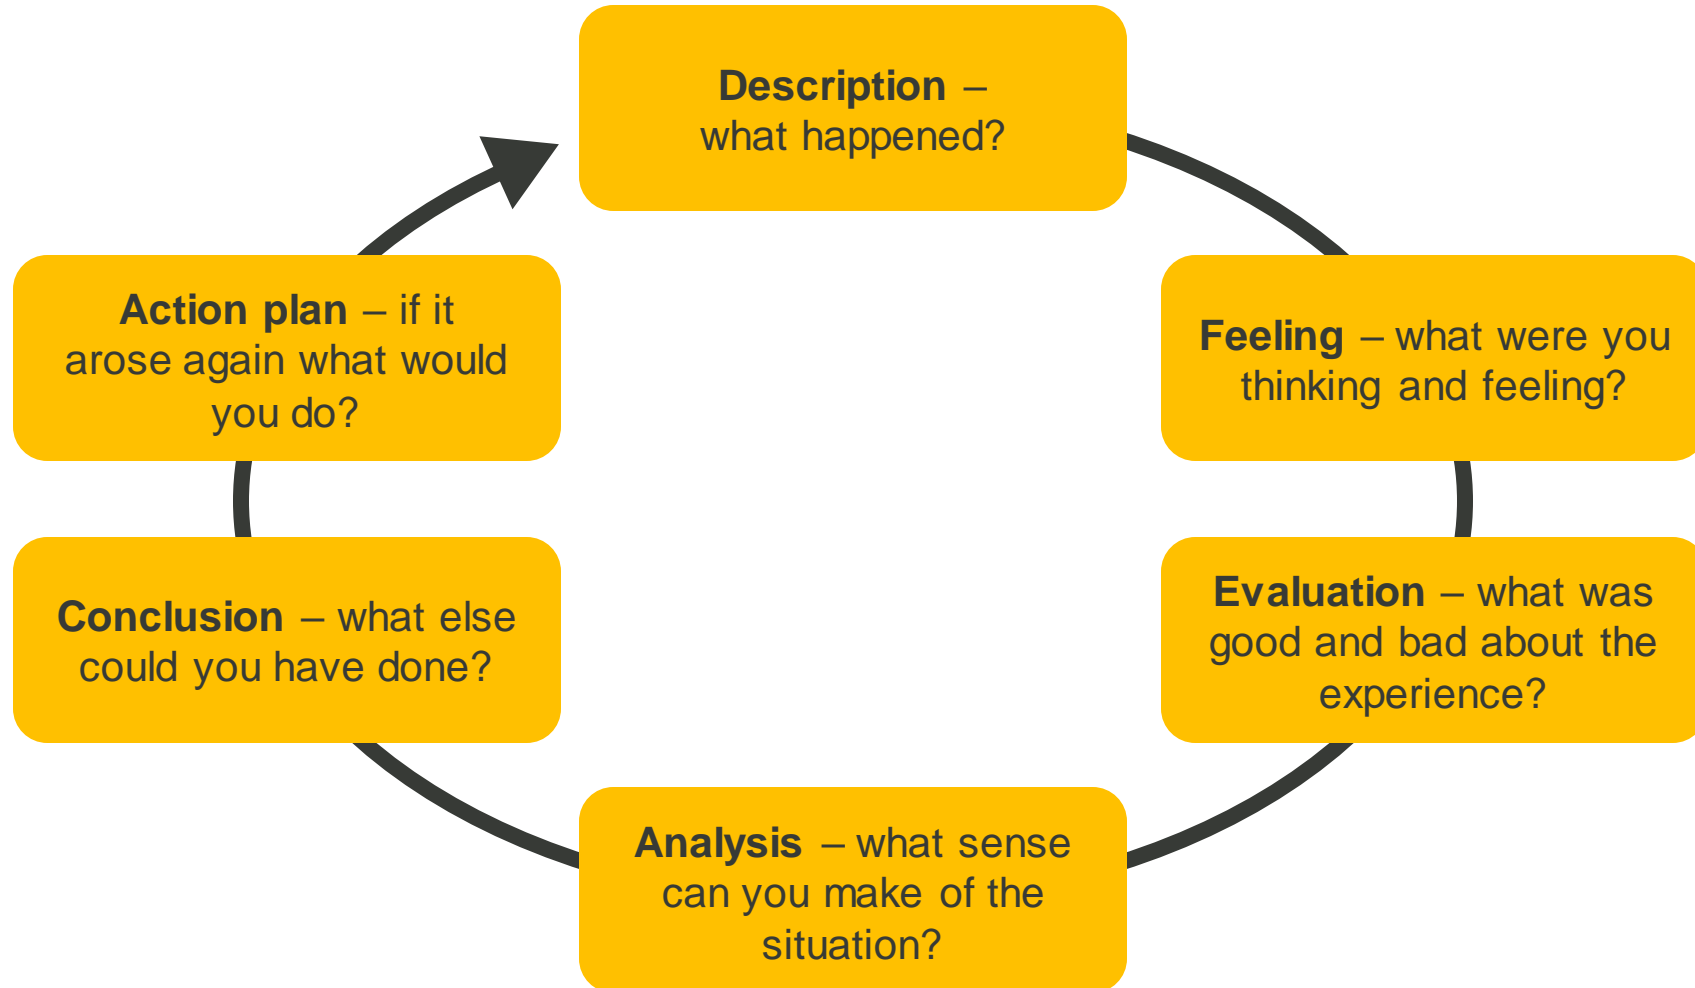 Description –
what happened?
Feeling – what were you
thinking and feeling?
Evaluation – what was
good and bad about the
experience?
Analysis – what sense
can you make of the
situation?
Conclusion – what else
could you have done?
Action plan – if it
arose again what would
you do?